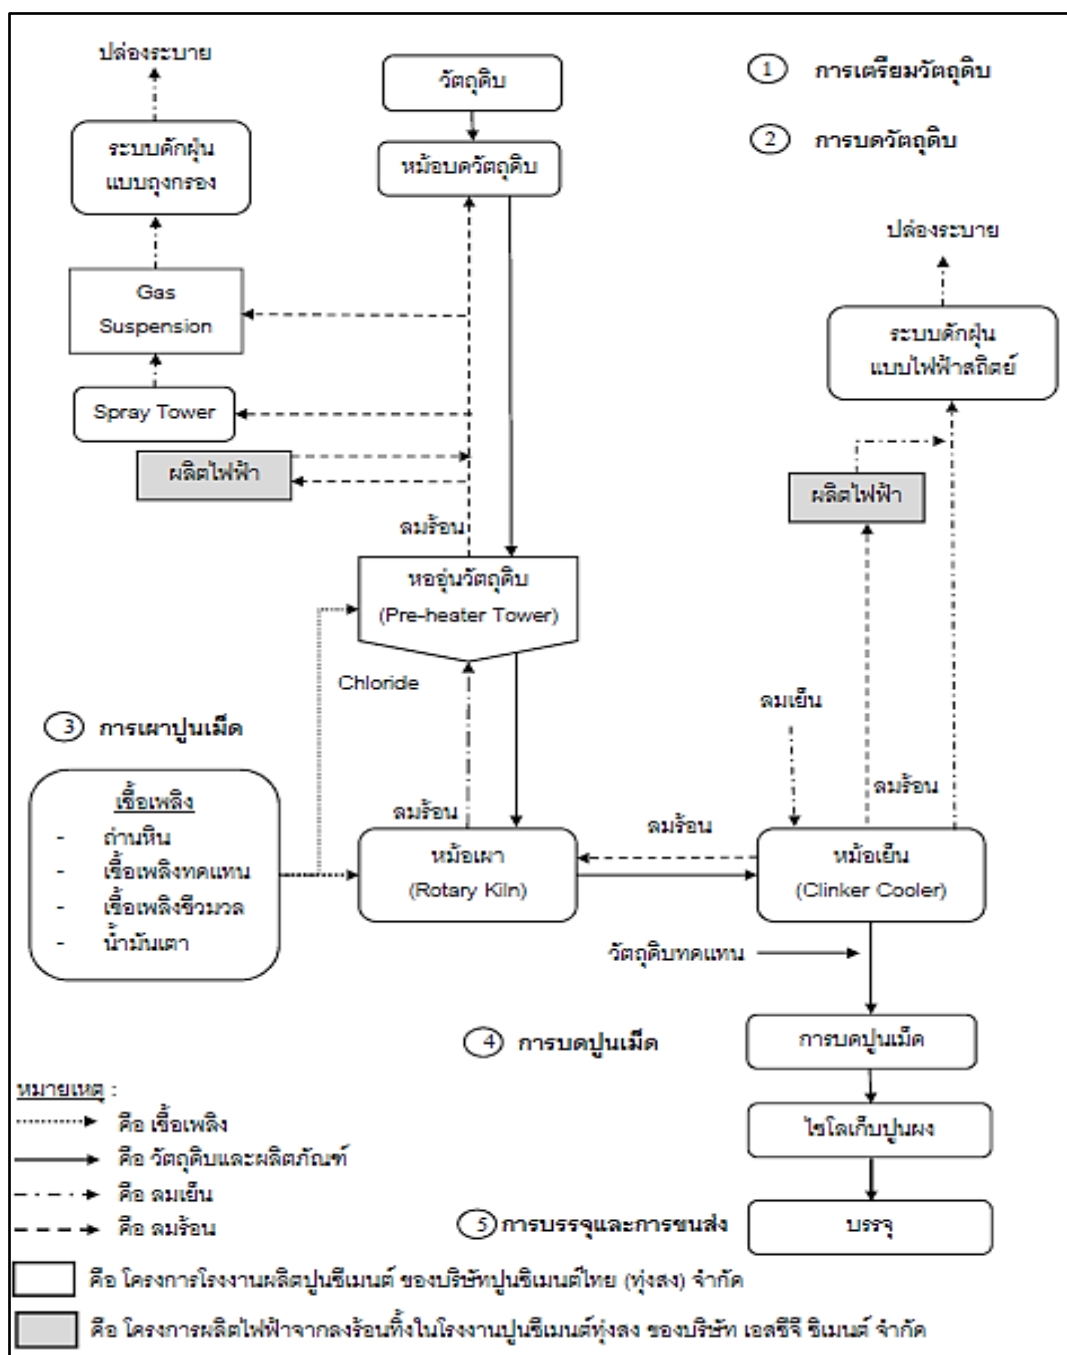 ปล่องระบาย
วัตถุดิบ
1 การเตรียมวัตถุดิบ
ระบบดักฝุ่น
แบบถุงกรอง
หม้อบดวัตถุดิบ
2 การบดวัตถุดิบ
ปล่องระบาย
Gas
Suspension
ระบบดักฝุ่น
แบบไฟฟ้าสถิตย์
Spray Tower
ผลิตไฟฟ้า
ผลิตไฟฟ้า
ลมร้อน
หออุ่นวัตถุดิบ
(Pre-heater Tower)
Chloride
ลมเย็น
3 การเผาปูนเม็ด
เชื้อเพลิง
- ถ่านหิน
- เชื้อเพลิงทดแทน
- เชื้อเพลิงชีวมวล
- น้ำมันเตา
ลมร้อน
ลมร้อน
ลมร้อน
หม้อเผา
(Rotary Kiln)
หม้อเย็น
(Clinker Cooler)
วัตถุดิบทดแทน
4 การบดปูนเม็ด
การบดปูนเม็ด
ไซโลเก็บปูนผง
5 การบรรจุและการขนส่ง
บรรจุ
หมายเหตุ :
คือ เชื้อเพลิง
คือ วัตถุดิบและผลิตภัณฑ์
คือ ลมเย็น
คือ ลมร้อน
คือ โครงการโรงงานผลิตปูนซีเมนต์ ของบริษัทปูนซิเมนต์ไทย (ทุ่งสง) จำกัด
คือ โครงการผลิตไฟฟ้าจากลงร้อนทิ้งในโรงงานปูนซีเมนต์ทุ่งสง ของบริษัท เอสซีจี ซิเมนต์ จำกัด